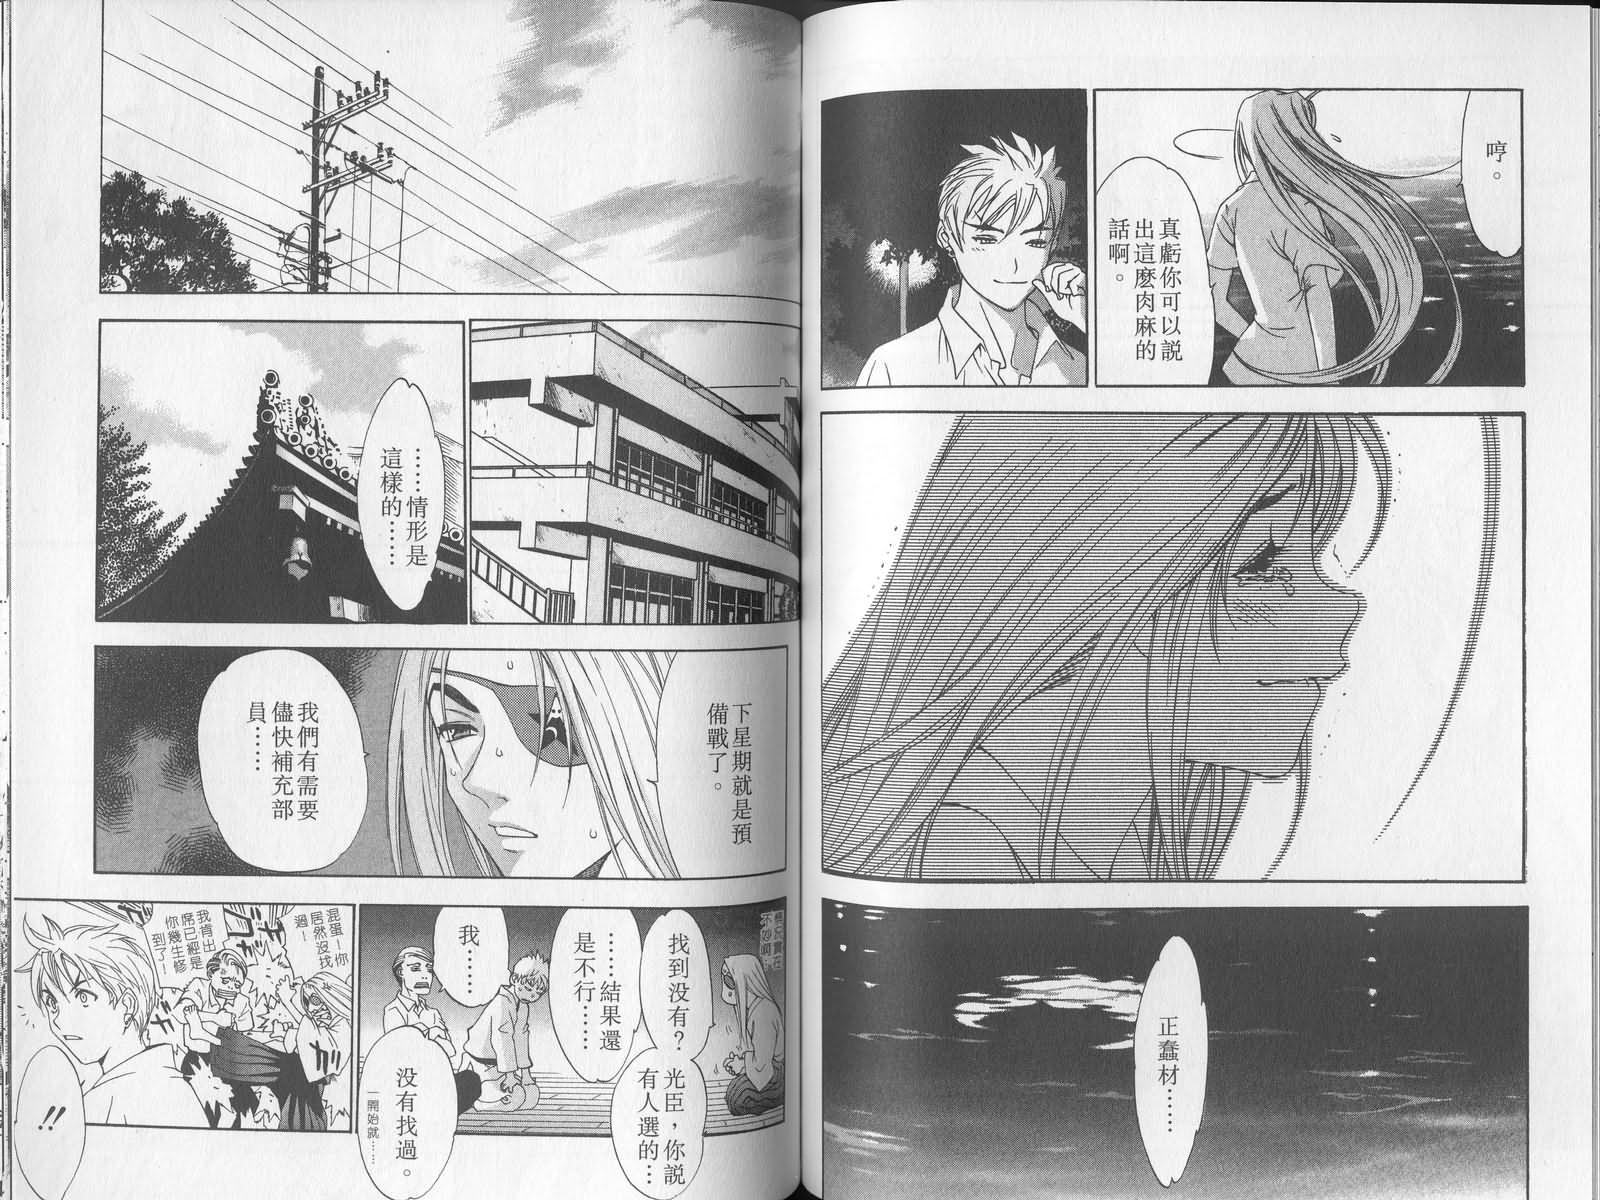 哼。
真虧你可以說
出這麼肉麻的
話啊。
正蠢材……
……情形是
這樣的……
下星期就是預
備戰了。
我們有需要
儘快補充部
員……
找到没有？
光臣，你說
有人選的…
……結果還
是不行……
我……
没有找過。
一開始就……
混蛋！你
居然沒找
過！
我肯出
席已經是
你幾生修
到了！
!!